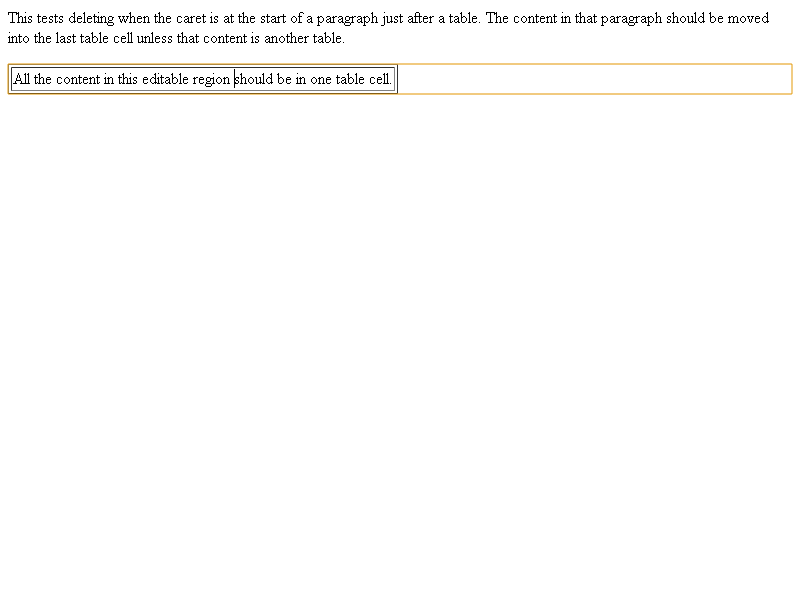 This tests deleting when the caret is at the start of a paragraph just after a table. The content in that paragraph should be moved
into the last table cell unless that content is another table.
All the content in this editable region should be in one table cell.